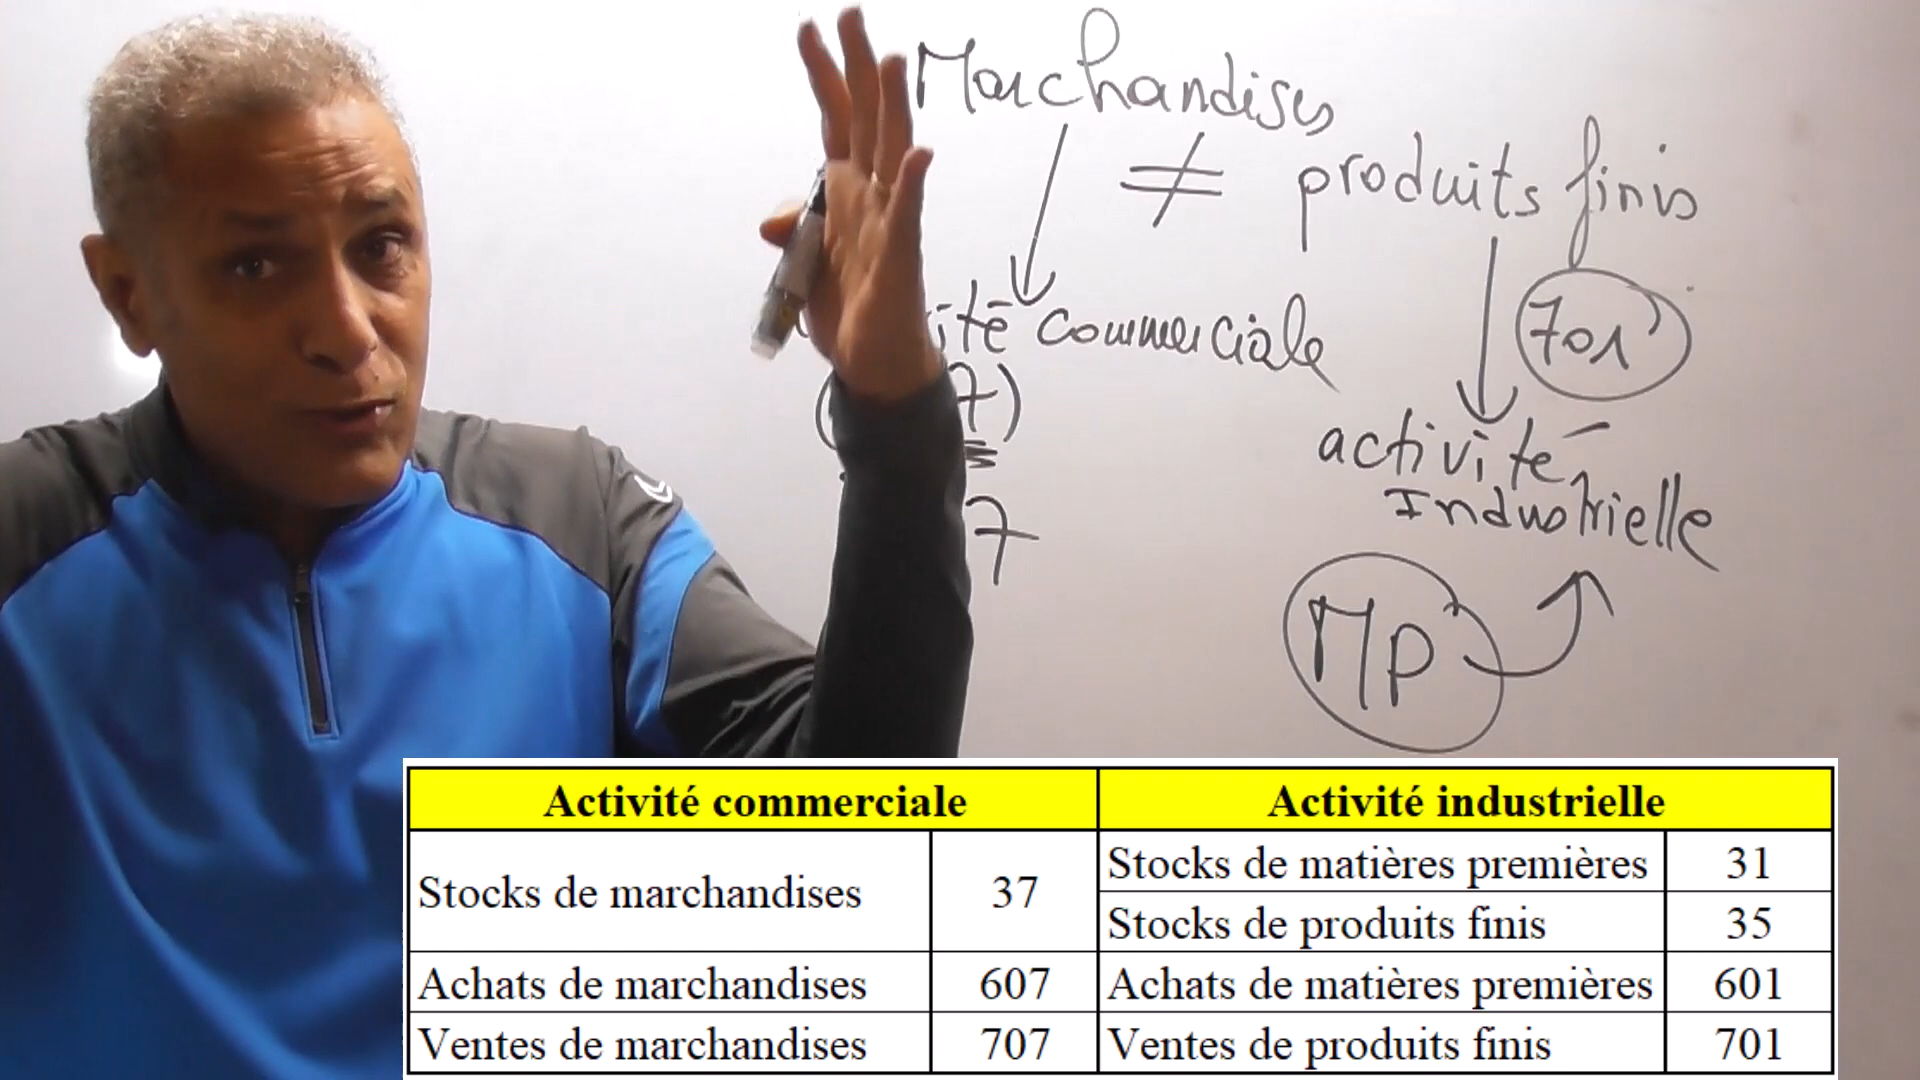 Marchandises
≠ produits finis
701
commerciale
7)
activité
Industrielle
7
MP
Activité commerciale Activité industrielle
Stocks de marchandises 37 Stocks de matières premières 31
Stocks de produits finis 35
Achats de marchandises 607 Achats de matières premières 601
Ventes de marchandises 707 Ventes de produits finis 701